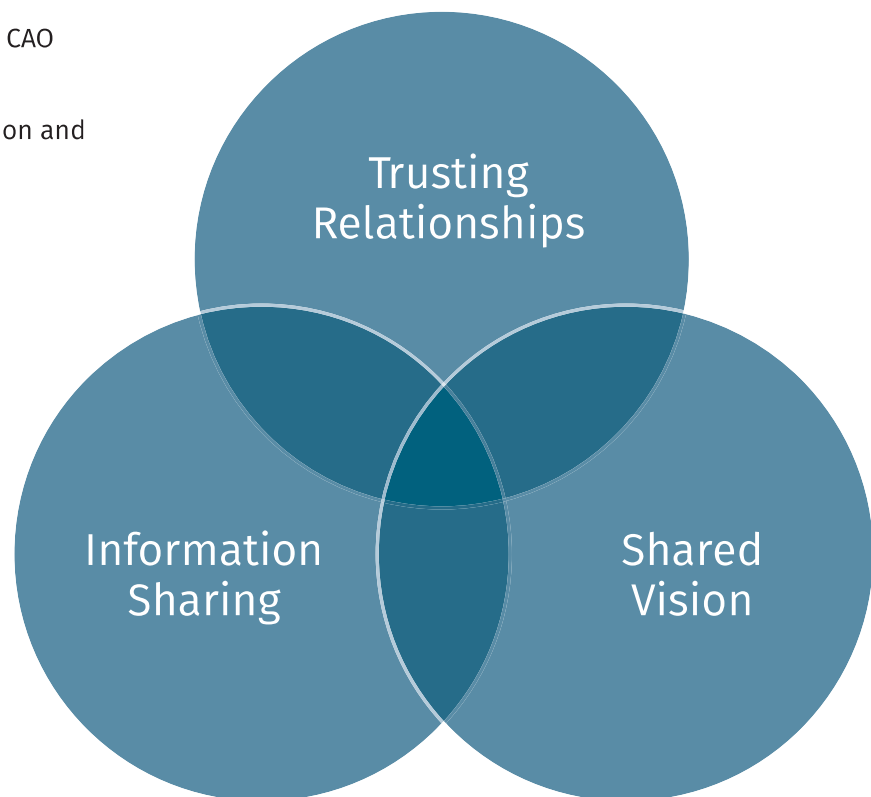 CAO
on and
Trusting
Relationships
Information
Sharing
Shared
Vision